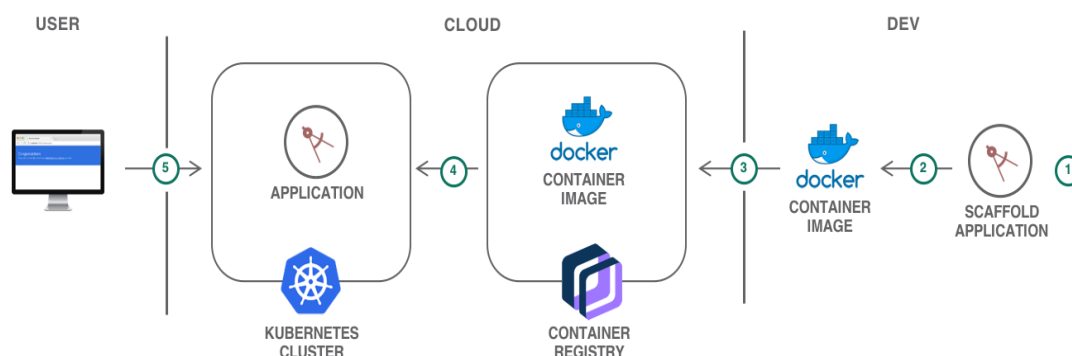 USER
CLOUD
DEV
5
APPLICATION
KUBERNETES
CLUSTER
4
docker
CONTAINER
IMAGE
CONTAINER
REGISTRY
3
docker
CONTAINER
IMAGE
2
SCAFFOLD
APPLICATION
1